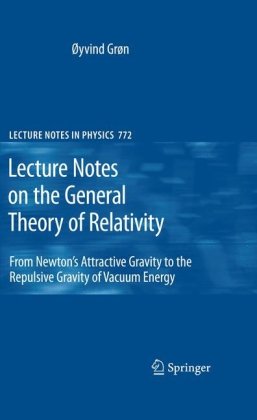 Øyvind Grøn
LECTURE NOTES IN PHYSICS 772
Lecture Notes
on the General
Theory of Relativity
From Newton's Attractive Gravity to the
Repulsive Gravity of Vacuum Energy
Springer